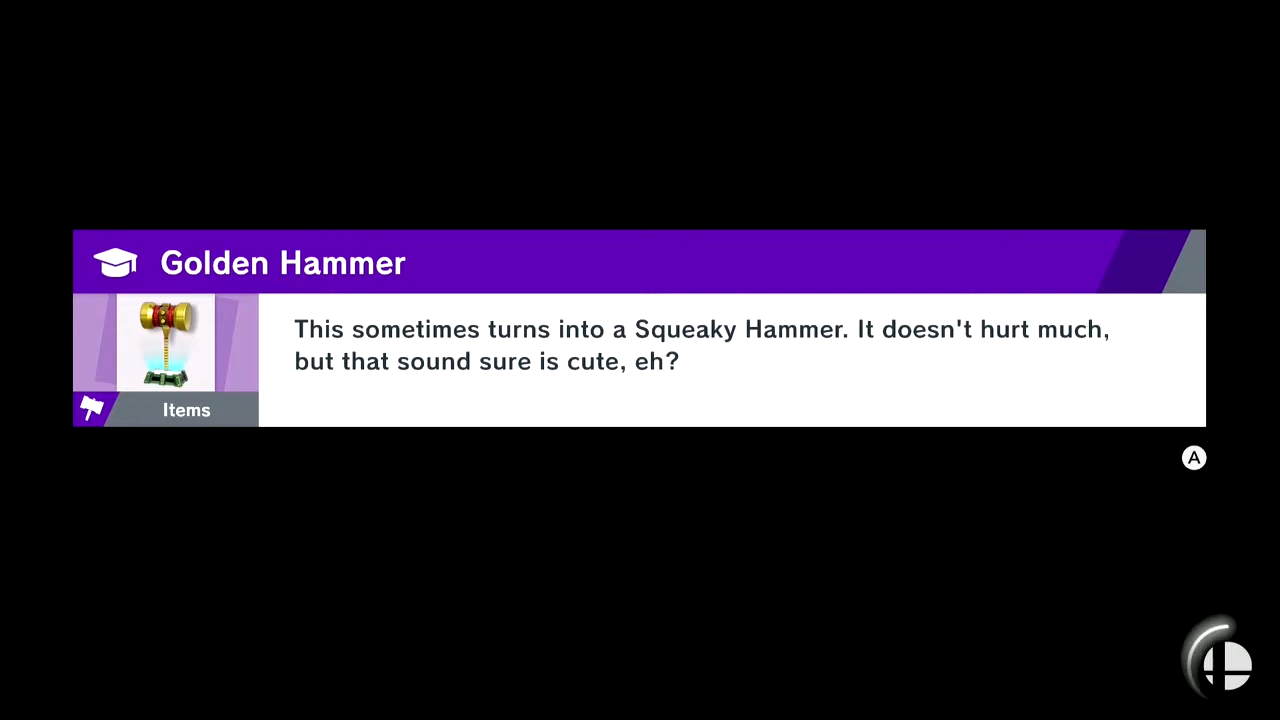 Golden Hammer
This sometimes turns into a Squeaky Hammer. It doesn't hurt much,
but that sound sure is cute, eh?
Items
A